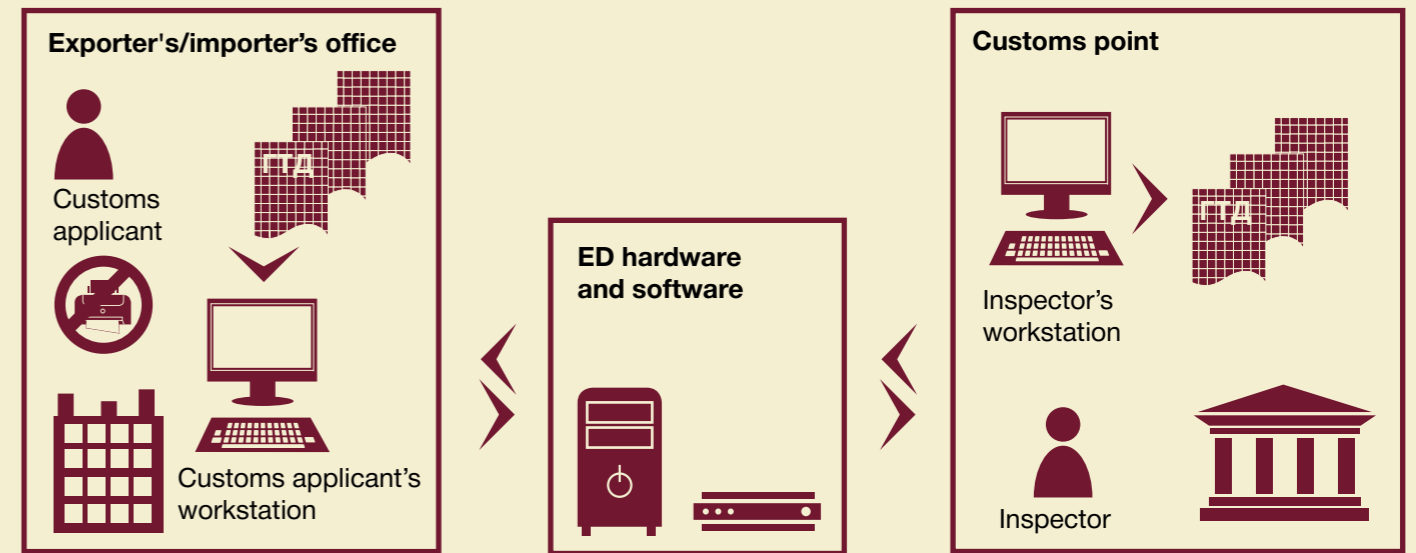 Exporter's/importer’s office
ГТД
Customs
applicant
Customs applicant’s
workstation
ED hardware
and software
Customs point
ГТД
Inspector’s
workstation
Inspector